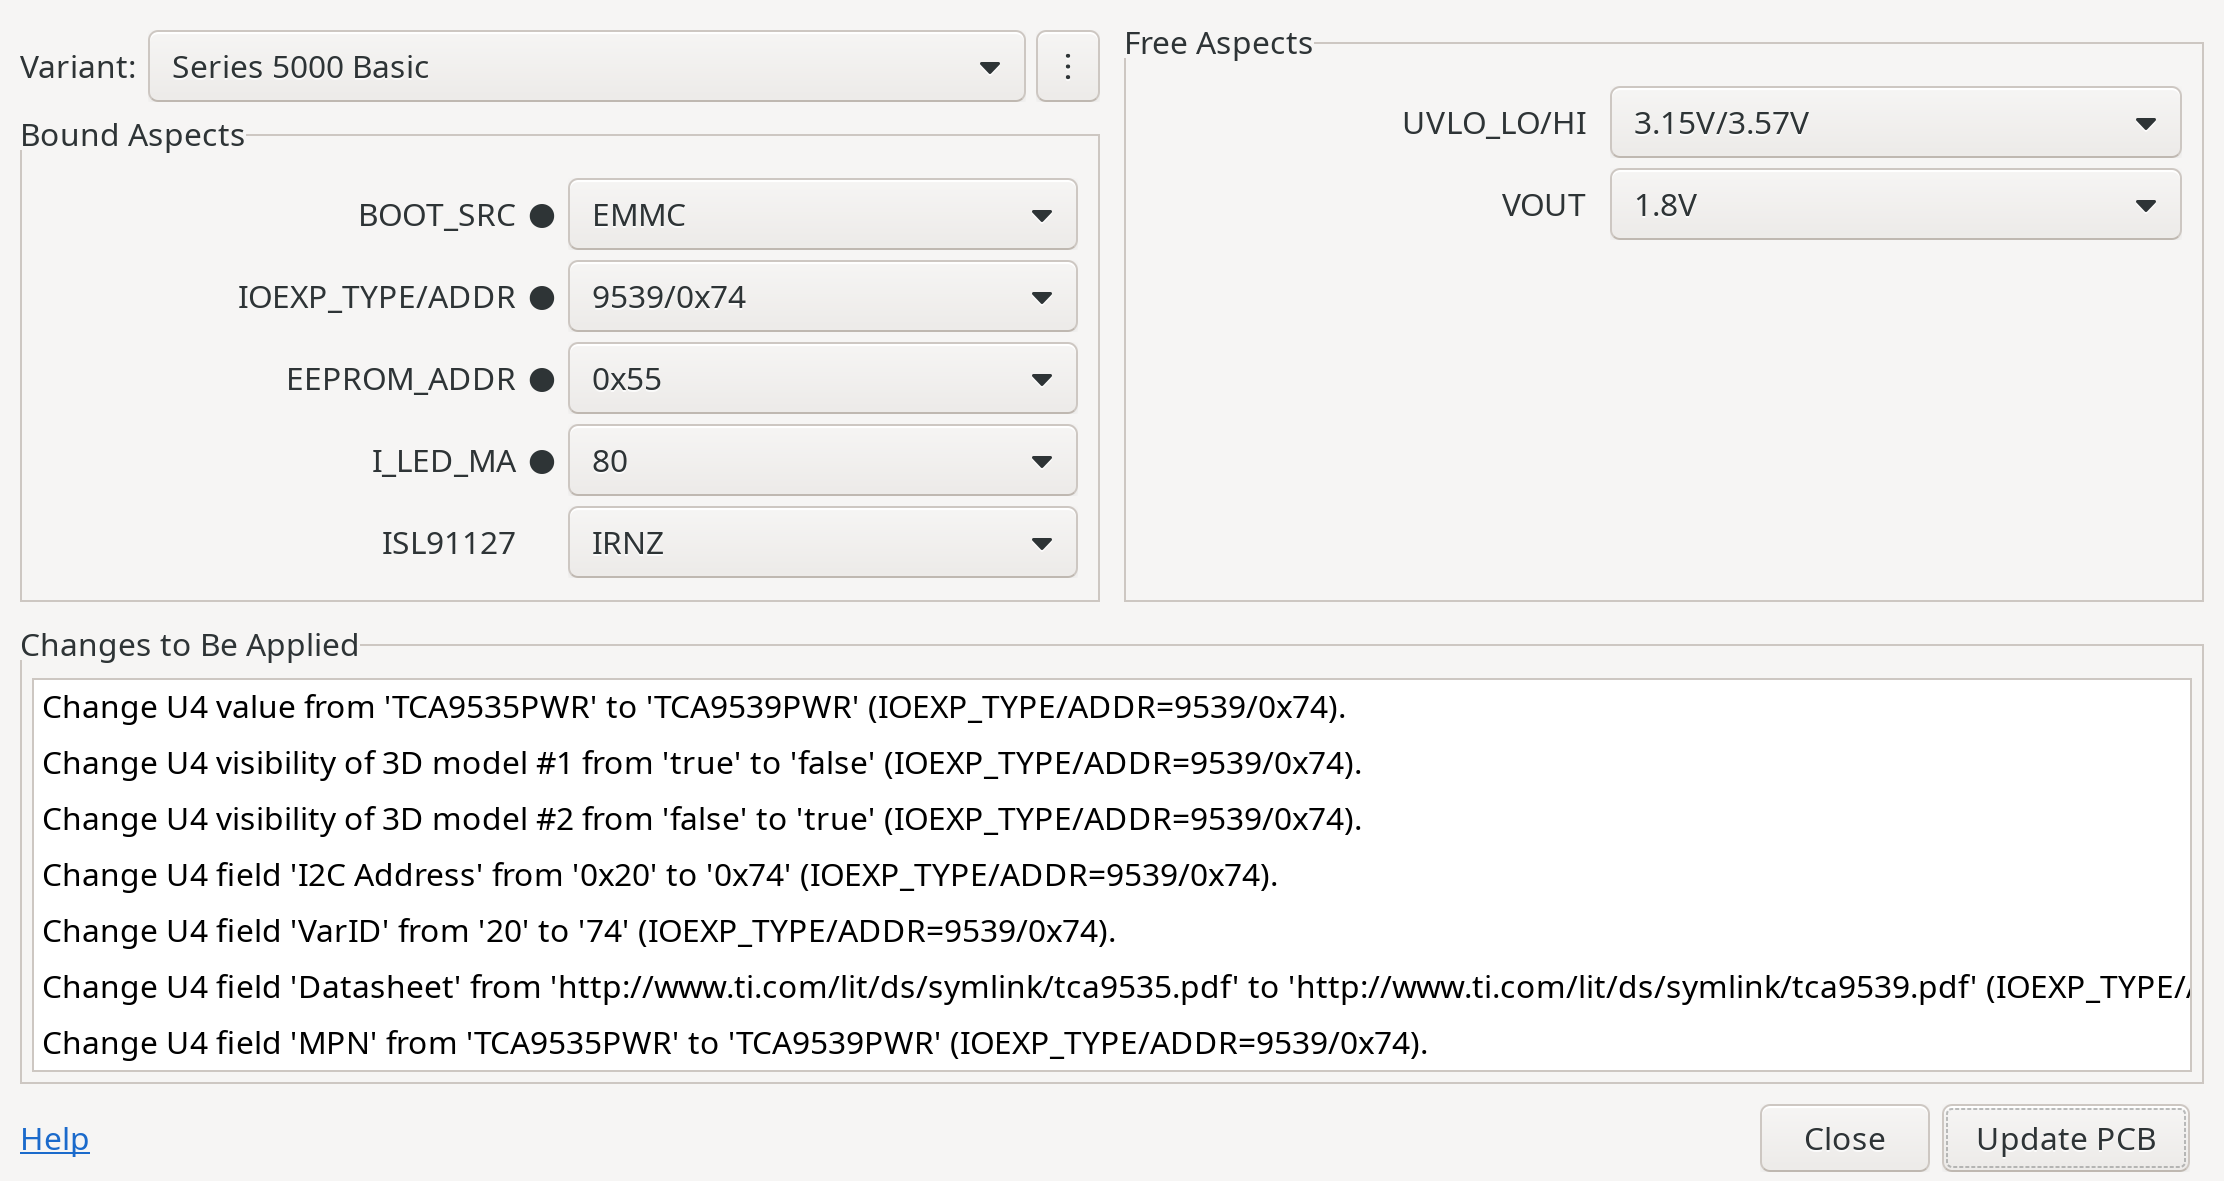 Variant: Series 5000 Basic
Bound Aspects
BOOT_SRC EMMC
IOEXP_TYPE/ADDR 9539/0x74
EEPROM_ADDR 0x55
I_LED_MA 80
ISL91127 IRNZ
Free Aspects
UVLO_LO/HI 3.15V/3.57V
VOUT 1.8V
Changes to Be Applied
Change U4 value from 'TCA9535PWR' to 'TCA9539PWR' (IOEXP_TYPE/ADDR=9539/0x74).
Change U4 visibility of 3D model #1 from 'true' to 'false' (IOEXP_TYPE/ADDR=9539/0x74).
Change U4 visibility of 3D model #2 from 'false' to 'true' (IOEXP_TYPE/ADDR=9539/0x74).
Change U4 field 'I2C Address' from '0x20' to '0x74' (IOEXP_TYPE/ADDR=9539/0x74).
Change U4 field 'VarID' from '20' to '74' (IOEXP_TYPE/ADDR=9539/0x74).
Change U4 field 'Datasheet' from 'http://www.ti.com/lit/ds/symlink/tca9535.pdf' to 'http://www.ti.com/lit/ds/symlink/tca9539.pdf' (IOEXP_TYPE/
Change U4 field 'MPN' from 'TCA9535PWR' to 'TCA9539PWR' (IOEXP_TYPE/ADDR=9539/0x74).
Help
Close
Update PCB